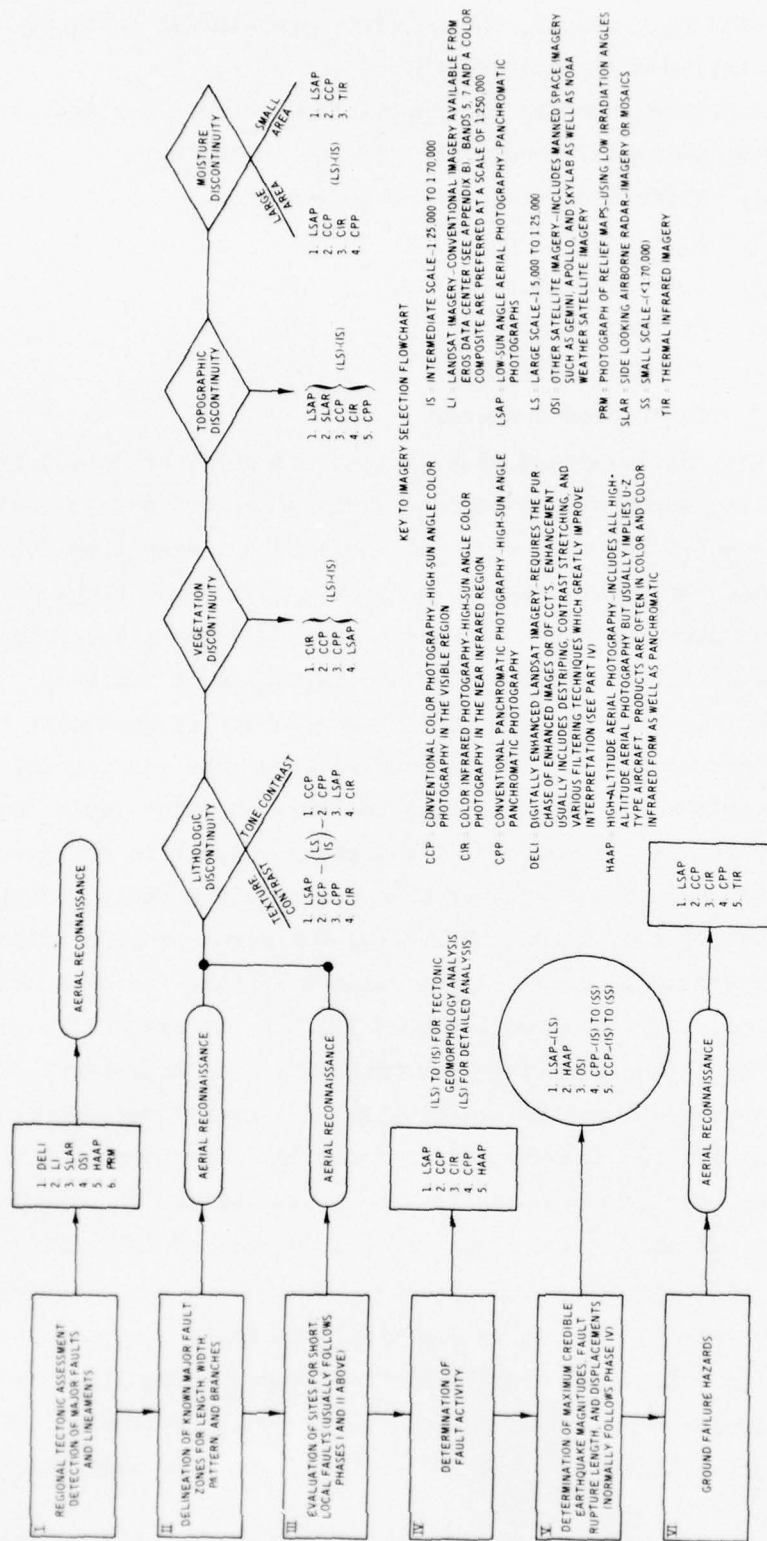 I
REGIONAL TECTONIC ASSESSMENT
DETECTION OF MAJOR FAULTS
AND LINEAMENTS
1. DELI
2. LI
3. SLAR
4. OSI
5. HAAP
6. PRM
AERIAL RECONNAISSANCE
II
DELINEATION OF KNOWN MAJOR FAULT
ZONES FOR LENGTH, WIDTH,
PATTERN, AND BRANCHES
AERIAL RECONNAISSANCE
III
EVALUATION OF SITES FOR SHORT,
LOCAL FAULTS (USUALLY FOLLOWS
PHASES I AND II ABOVE)
AERIAL RECONNAISSANCE
LITHOLOGIC
DISCONTINUITY
TEXTURE
CONTRAST
TONE CONTRAST
1. LSAP
2. CCP
3. CPP
4. CIR
(LS)
(IS)
1. CCP
2. CPP
3. LSAP
4. CIR
VEGETATION
DISCONTINUITY
1. CIR
2. CCP
3. CPP
4. LSAP
(LS)-(IS)
TOPOGRAPHIC
DISCONTINUITY
1. LSAP
2. SLAR
3. CCP
4. CIR
5. CPP
(LS)-(IS)
MOISTURE
DISCONTINUITY
LARGE
AREA
SMALL
AREA
1. LSAP
2. CCP
3. CIR
4. CPP
(LS)-(IS)
1. LSAP
2. CCP
3. TIR
IV
DETERMINATION OF
FAULT ACTIVITY
1. LSAP
2. CCP
3. CIR
4. CPP
5. HAAP
(LS) TO (IS) FOR TECTONIC
GEOMORPHOLOGY ANALYSIS
(LS) FOR DETAILED ANALYSIS
V
DETERMINATION OF MAXIMUM CREDIBLE
EARTHQUAKE MAGNITUDES, FAULT
RUPTURE LENGTH, AND DISPLACEMENTS
(NORMALLY FOLLOWS PHASE IV)
1. LSAP-(LS)
2. HAAP
3. OSI
4. CPP-(IS) TO (SS)
5. CCP-(IS) TO (SS)
VI
GROUND FAILURE HAZARDS
AERIAL RECONNAISSANCE
1. LSAP
2. CCP
3. CIR
4. CPP
5. TIR
KEY TO IMAGERY SELECTION FLOWCHART
CCP = CONVENTIONAL COLOR PHOTOGRAPHY-HIGH-SUN ANGLE COLOR
PHOTOGRAPHY IN THE VISIBLE REGION
CIR = COLOR INFRARED PHOTOGRAPHY-HIGH-SUN ANGLE COLOR
PHOTOGRAPHY IN THE NEAR INFRARED REGION
CPP = CONVENTIONAL PANCHROMATIC PHOTOGRAPHY-HIGH-SUN ANGLE
PANCHROMATIC PHOTOGRAPHY
DELI = DIGITALLY ENHANCED LANDSAT IMAGERY-REQUIRES THE PUR
CHASE OF ENHANCED IMAGES OR OF CCT'S. ENHANCEMENT
USUALLY INCLUDES DESTRIPING, CONTRAST STRETCHING, AND
VARIOUS FILTERING TECHNIQUES WHICH GREATLY IMPROVE
INTERPRETATION (SEE PART IV)
HAAP = HIGH-ALTITUDE AERIAL PHOTOGRAPHY-INCLUDES ALL HIGH-
ALTITUDE AERIAL PHOTOGRAPHY BUT USUALLY IMPLIES U-Z
TYPE AIRCRAFT. PRODUCTS ARE OFTEN IN COLOR AND COLOR
INFRARED FORM AS WELL AS PANCHROMATIC
IS = INTERMEDIATE SCALE-1:25,000 TO 1:70,000
LI = LANDSAT IMAGERY-CONVENTIONAL IMAGERY AVAILABLE FROM
EROS DATA CENTER (SEE APPENDIX B). BANDS 5, 7 AND A COLOR
COMPOSITE ARE PREFERRED AT A SCALE OF 1:250,000
LSAP = LOW-SUN ANGLE AERIAL PHOTOGRAPHY-PANCHROMATIC
PHOTOGRAPHS
LS = LARGE SCALE-1:5,000 TO 1:25,000
OSI = OTHER SATELLITE IMAGERY-INCLUDES MANNED SPACE IMAGERY
SUCH AS GEMINI, APOLLO, AND SKYLAB AS WELL AS NOAA
WEATHER SATELLITE IMAGERY
PRM = PHOTOGRAPH OF RELIEF MAPS-USING LOW IRRADIATION ANGLES
SLAR = SIDE LOOKING AIRBORNE RADAR-IMAGERY OR MOSAICS
SS = SMALL SCALE-(<1:70,000)
TIR = THERMAL INFRARED IMAGERY